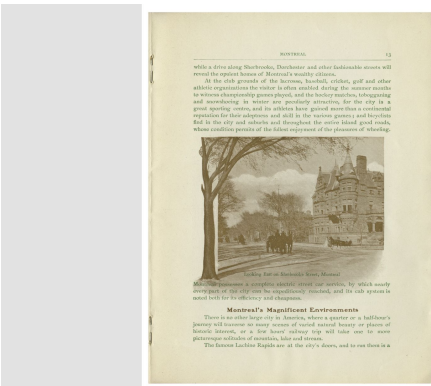 MONTREAL 13
while a drive along Sherbrooke, Dorchester and other fashionable streets will
reveal the opulent homes of Montreal's wealthy citizens.
At the club grounds of the lacrosse, baseball, cricket, golf and other
athletic organizations the visitor is often enabled during the summer months
to witness championship games played, and the hockey matches, tobogganing
and snowshoeing in winter are peculiarly attractive, for the city is a
great sporting centre, and its athletes have gained more than a continental
reputation for their adeptness and skill in the various games; and bicyclists
find in the city and suburbs and throughout the entire island good roads,
whose condition permits of the fullest enjoyment of the pleasures of wheeling.
Looking East on Sherbrooke Street, Montreal
Montreal possesses a complete electric street car service, by which nearly
every part of the city can be expeditiously reached, and its cab system is
noted both for its efficiency and cheapness.
Montreal's Magnificent Environments
There is no other large city in America, where a quarter or a half-hour's
journey will traverse so many scenes of varied natural beauty or places of
historic interest, or a few hours' railway trip will take one to more
picturesque solitudes of mountain, lake and stream.
The famous Lachine Rapids are at the city's doors, and to run these is a